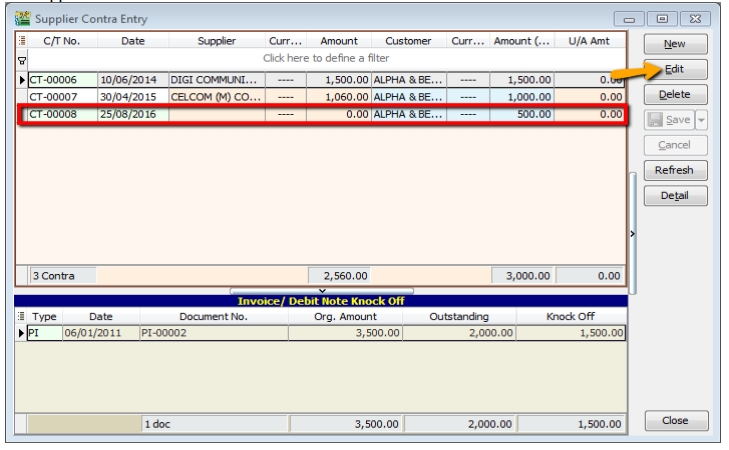 Supplier Contra Entry
C/T No. Date Supplier Curr... Amount Customer Curr... Amount (... U/A Amt
Click here to define a filter
CT-00006 10/06/2014 DIGI COMMUNI... ---- 1,500.00 ALPHA & BE... ---- 1,500.00 0.00
CT-00007 30/04/2015 CELCOM (M) CO... ---- 1,060.00 ALPHA & BE... ---- 1,000.00 0.00
CT-00008 25/08/2016 ---- 0.00 ALPHA & BE... ---- 500.00 0.00
3 Contra 2,560.00 3,000.00 0.00
New
Edit
Delete
Save
Cancel
Refresh
Detail
Invoice/ Debit Note Knock Off
Type Date Document No. Org. Amount Outstanding Knock Off
PI 06/01/2011 PI-00002 3,500.00 2,000.00 1,500.00
1 doc 3,500.00 2,000.00 1,500.00
Close